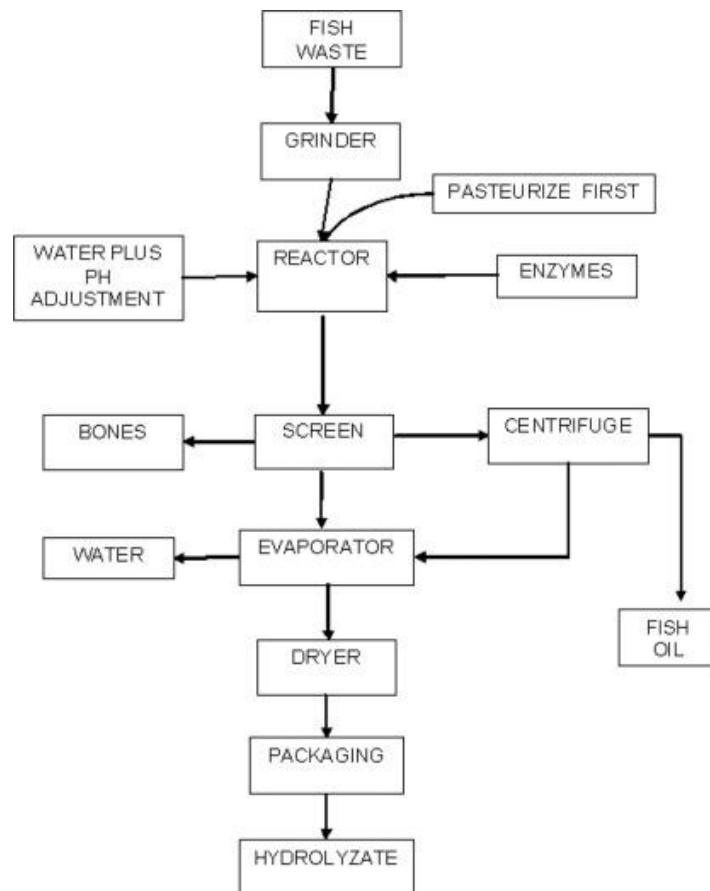 FISH
WASTE
GRINDER
PASTEURIZE FIRST
WATER PLUS
PH
ADJUSTMENT
REACTOR
ENZYMES
BONES
SCREEN
CENTRIFUGE
WATER
EVAPORATOR
FISH
OIL
DRYER
PACKAGING
HYDROLYZATE